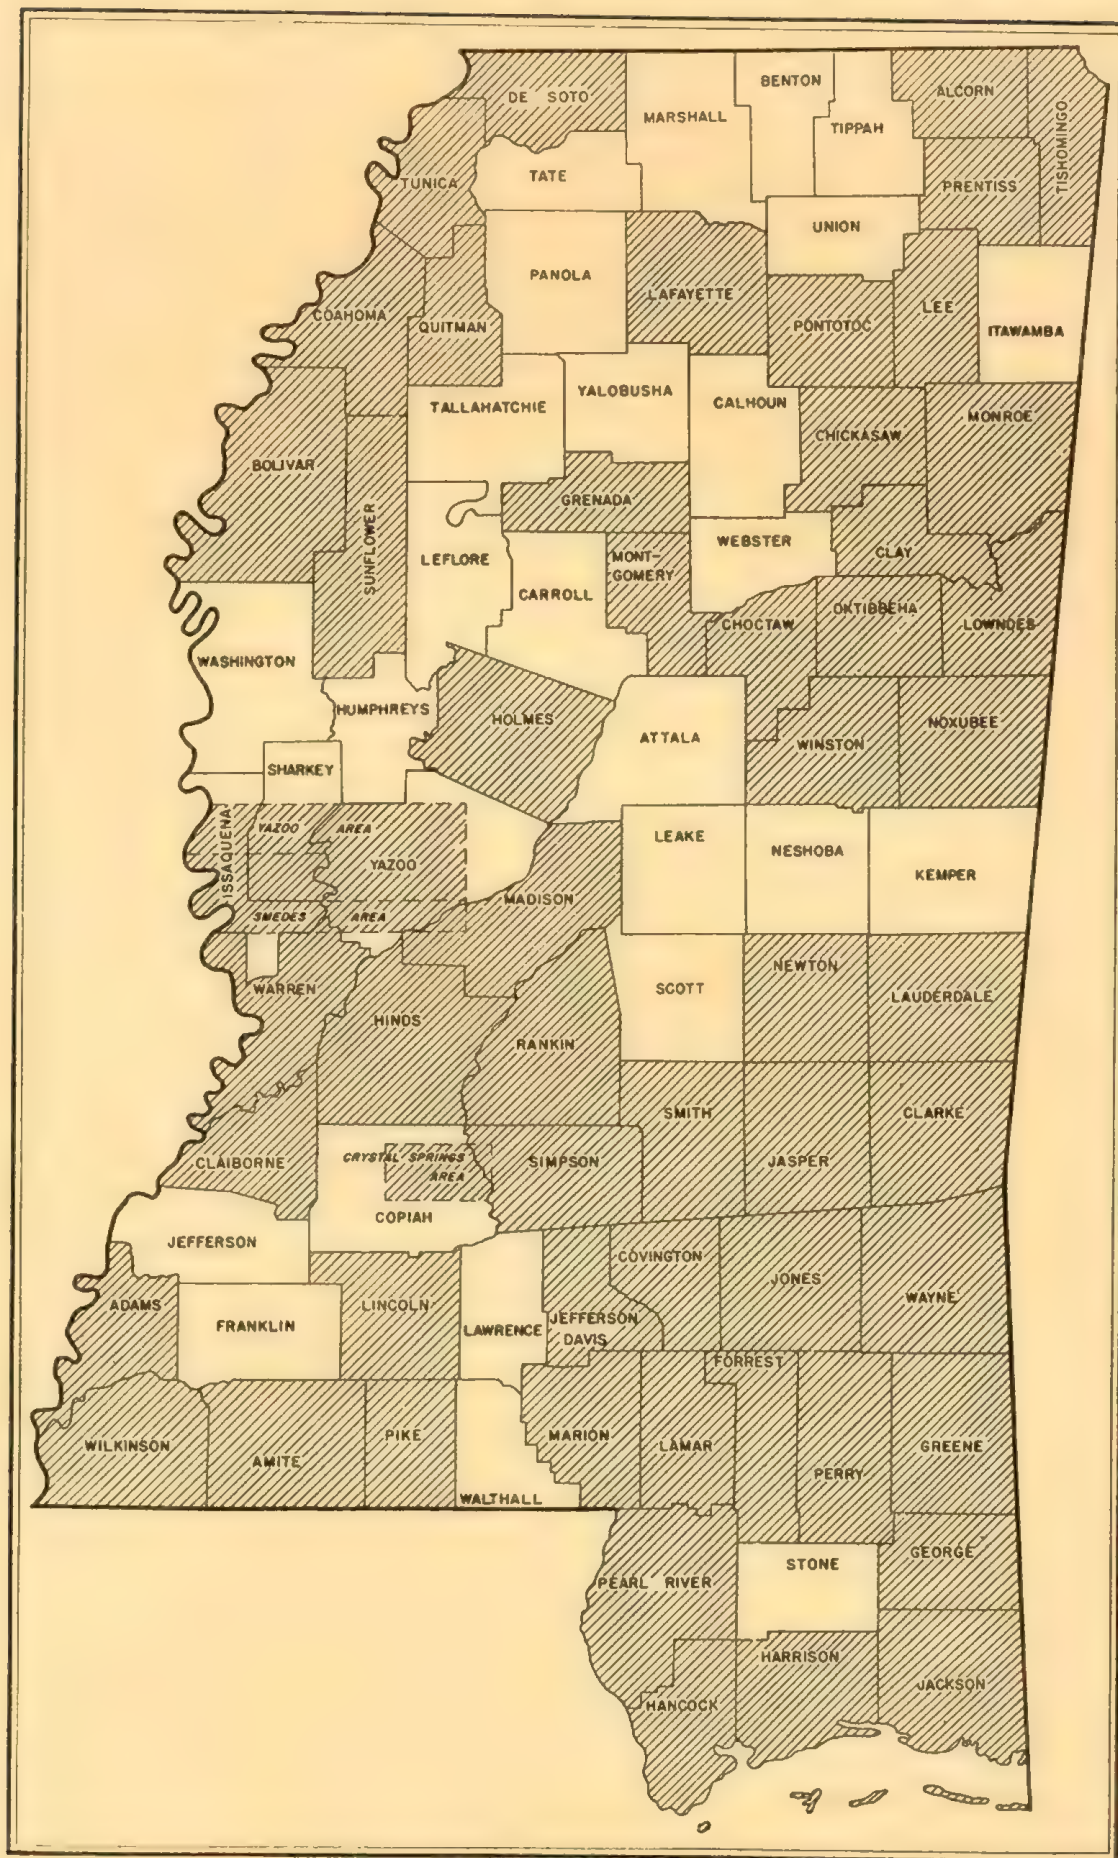 DE SOTO
MARSHALL
BENTON
TIPPAH
ALCORN
TISHOMINGO
TUNICA
TATE
PRENTISS
UNION
PANOLA
LAFAYETTE
COAHOMA
QUITMAN
PONTOTOC
LEE
ITAWAMBA
TALLAHATCHIE
YALOBUSHA
CALHOUN
CHICKASAW
MONROE
BOLIVAR
SUNFLOWER
GRENADA
LEFLORE
CARROLL
MONT-
GOMERY
WEBSTER
CLAY
CHOCTAW
OKTIBBEHA
LOWNDES
WASHINGTON
HUMPHREYS
HOLMES
ATTALA
WINSTON
NOXUBEE
SHARKEY
ISSAQUENA
YAZOO AREA
YAZOO
SMEDES AREA
MADISON
LEAKE
NESHOBA
KEMPER
WARREN
HINDS
RANKIN
SCOTT
NEWTON
LAUDERDALE
SMITH
JASPER
CLARKE
CLAIBORNE
CRYSTAL SPRINGS
AREA
SIMPSON
COPIAH
JEFFERSON
COVINGTON
JONES
WAYNE
ADAMS
FRANKLIN
LINCOLN
LAWRENCE
JEFFERSON
DAVIS
FORREST
WILKINSON
AMITE
PIKE
WALTHALL
MARION
LAMAR
PERRY
GREENE
STONE
GEORGE
PEARL RIVER
HARRISON
HANCOCK
JACKSON